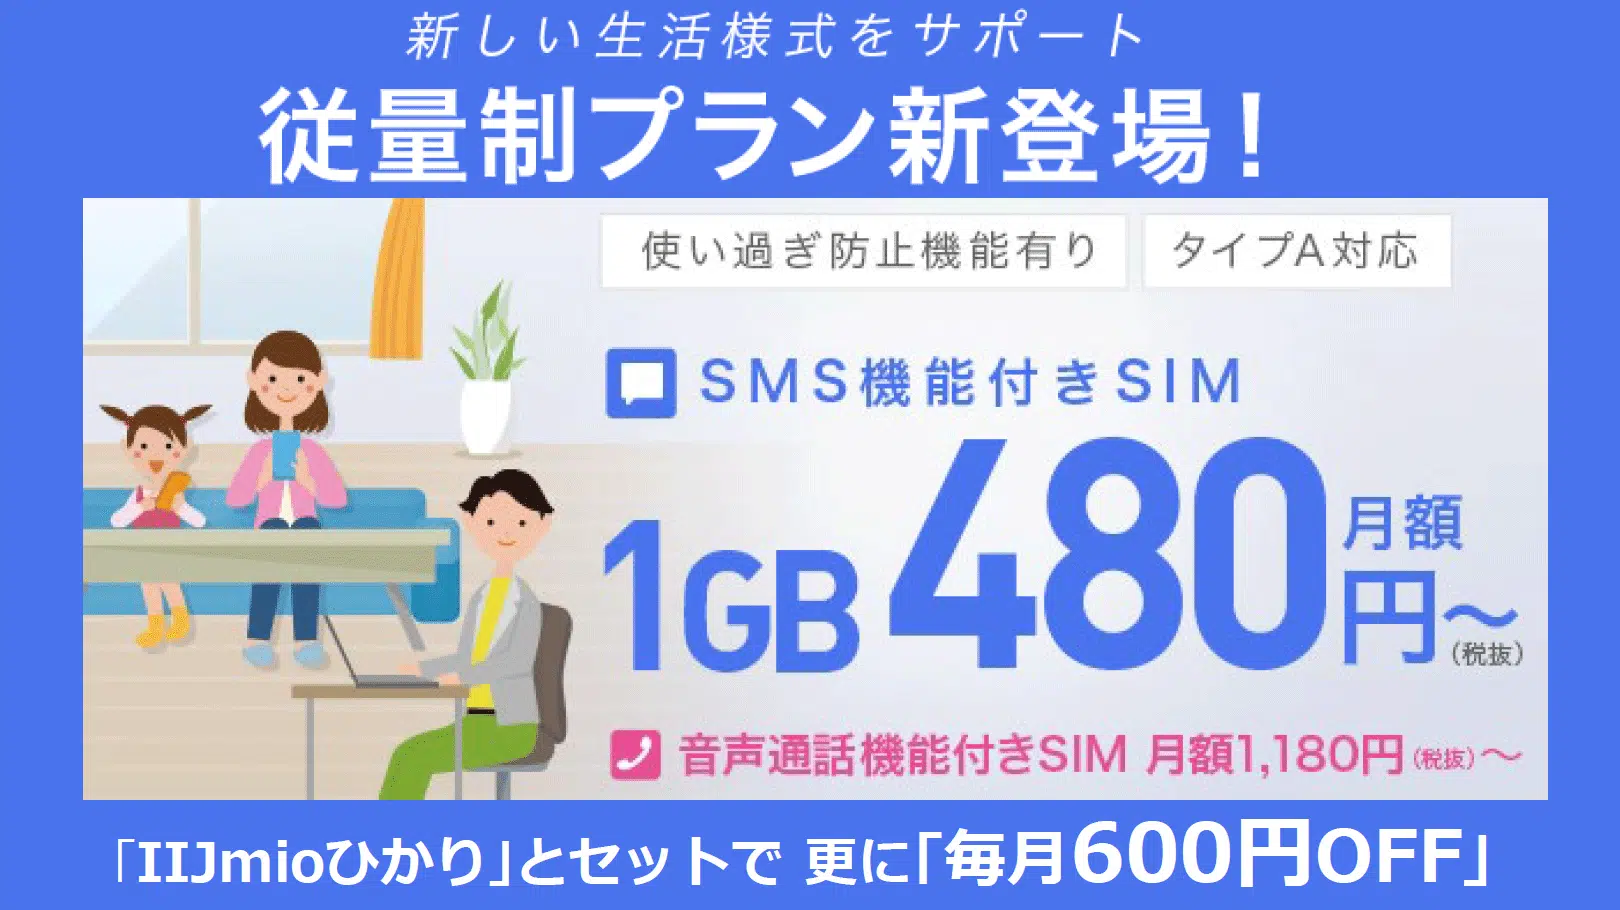 新しい生活様式をサポート
従量制プラン新登場！
使い過ぎ防止機能有り タイプA対応
SMS機能付きSIM
1GB 480 月額円～（税抜）
音声通話機能付きSIM 月額1,180円（税抜）～
「IIJmioひかり」とセットで 更に「毎月600円OFF」